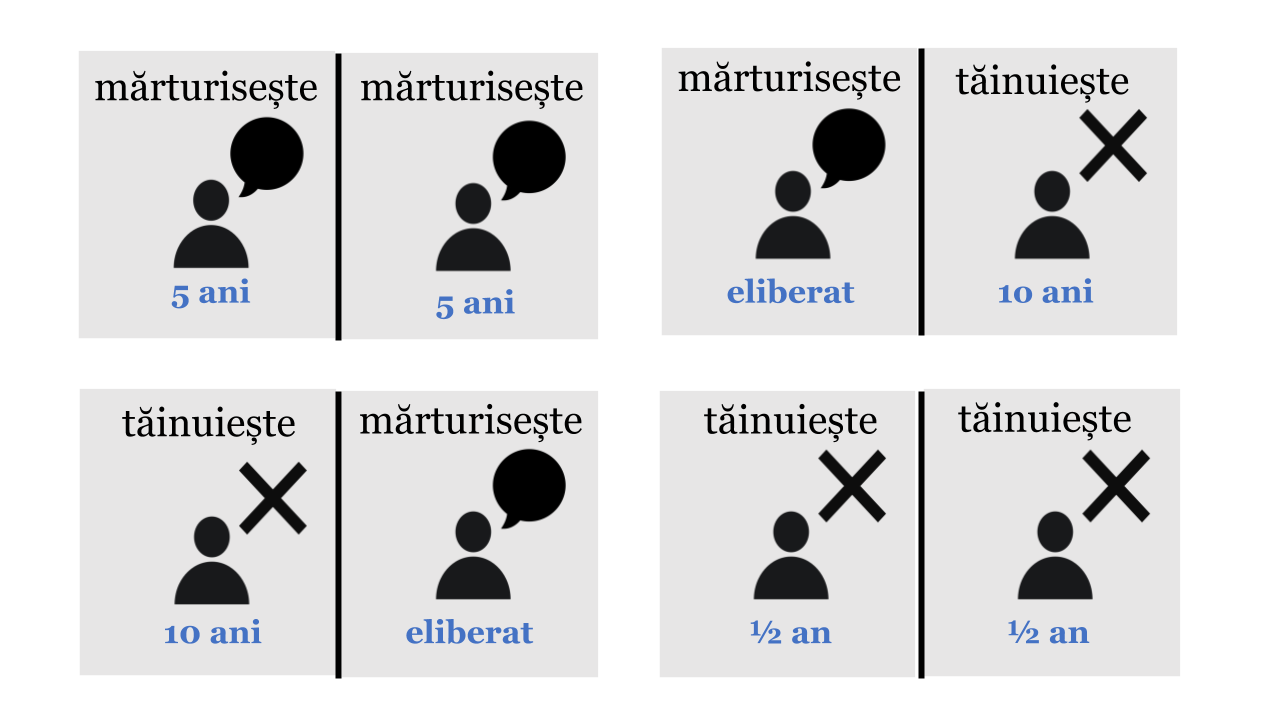 mărturisește
mărturisește
5 ani
5 ani
mărturisește
tăinuiește
eliberat
10 ani
tăinuiește
mărturisește
10 ani
eliberat
tăinuiește
tăinuiește
½ an
½ an